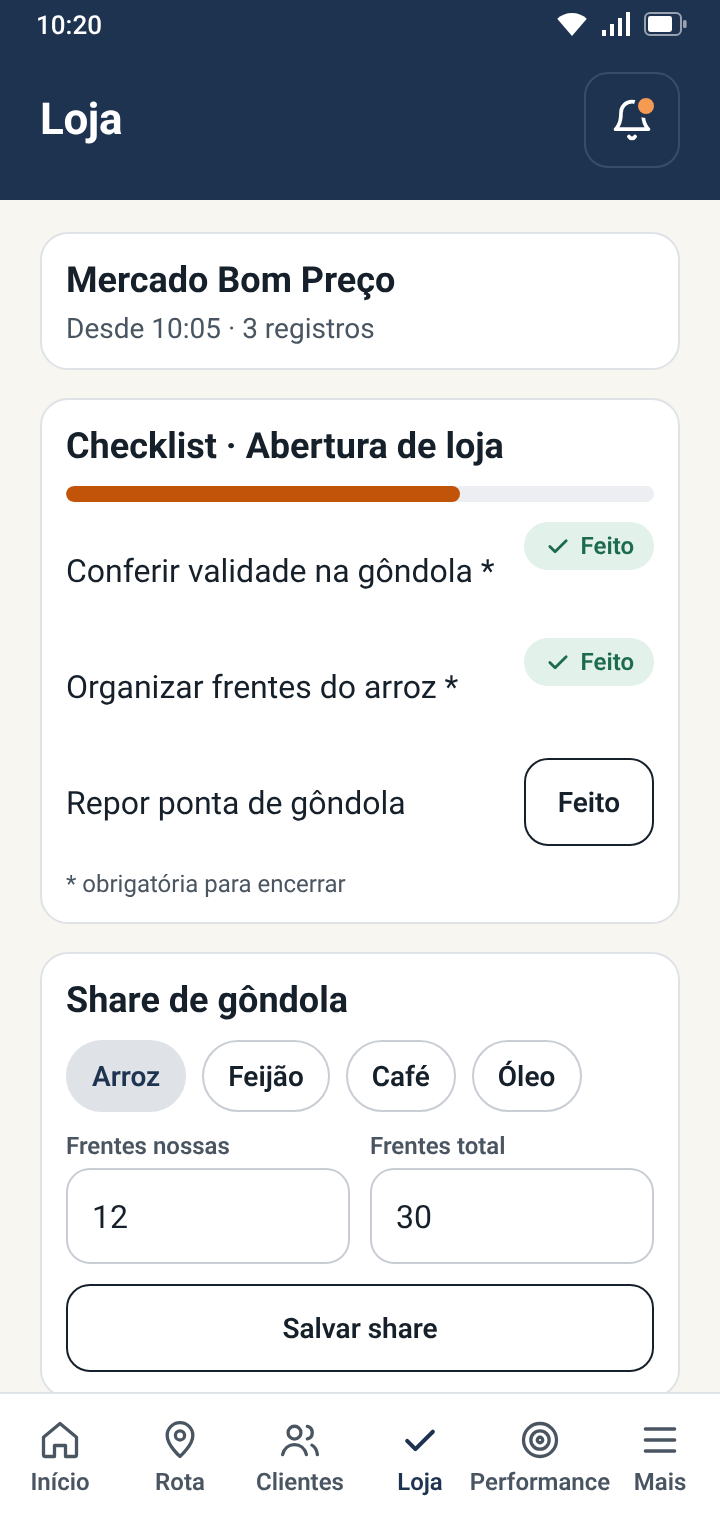 10:20
Loja
Mercado Bom Preço
Desde 10:05 · 3 registros
Checklist · Abertura de loja
Conferir validade na gôndola *
Feito
Organizar frentes do arroz *
Feito
Repor ponta de gôndola
Feito
* obrigatória para encerrar
Share de gôndola
Arroz
Feijão
Café
Óleo
Frentes nossas
Frentes total
12
30
Salvar share
Início
Rota
Clientes
Loja
Performance
Mais